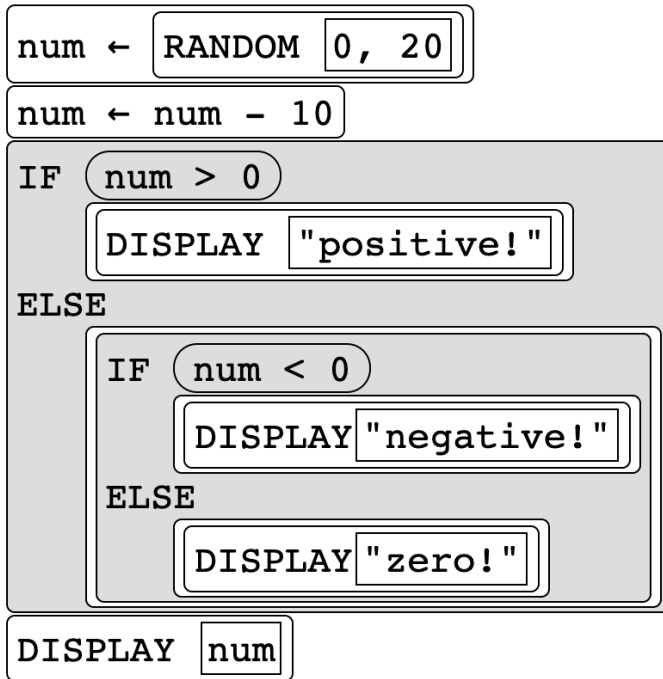 num ← RANDOM 0, 20
num ← num - 10
IF num > 0
DISPLAY "positive!"
ELSE
IF num < 0
DISPLAY "negative!"
ELSE
DISPLAY "zero!"
DISPLAY num